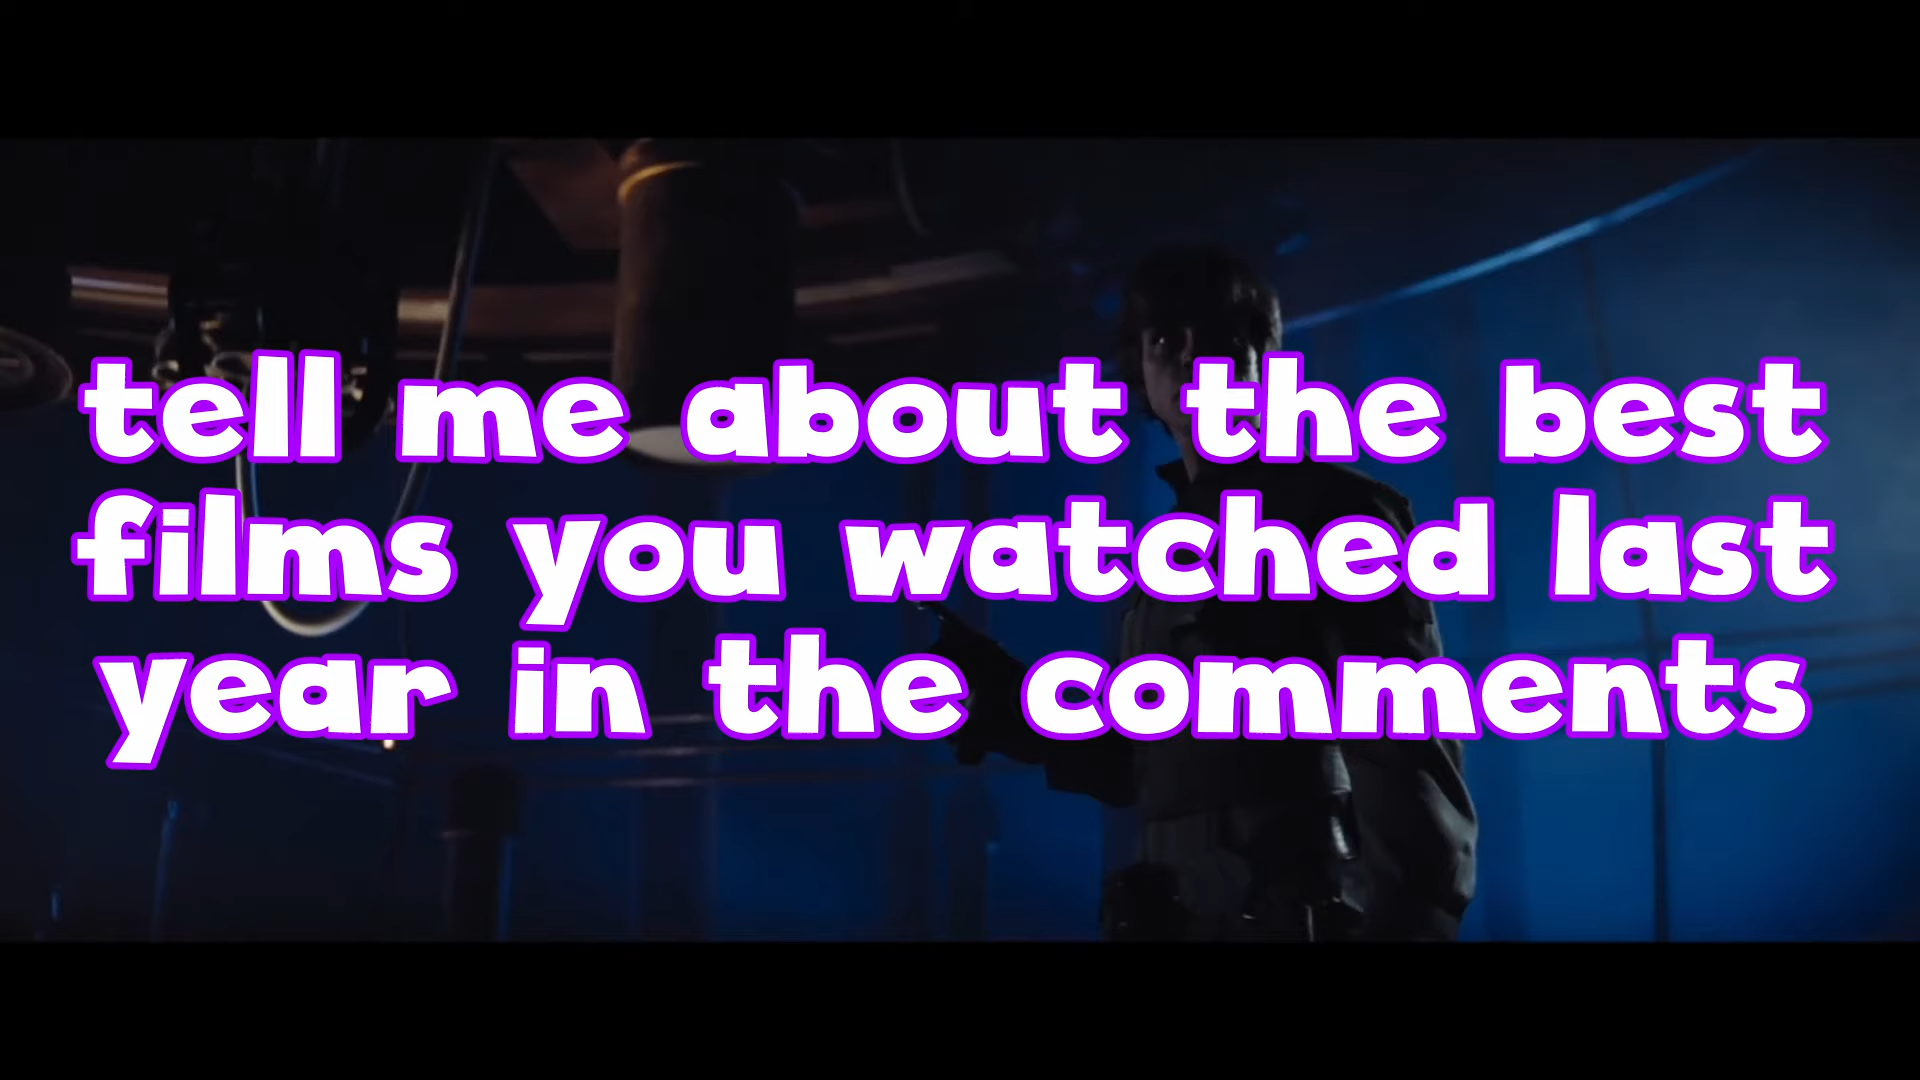 tell me about the best
films you watched last
year in the comments